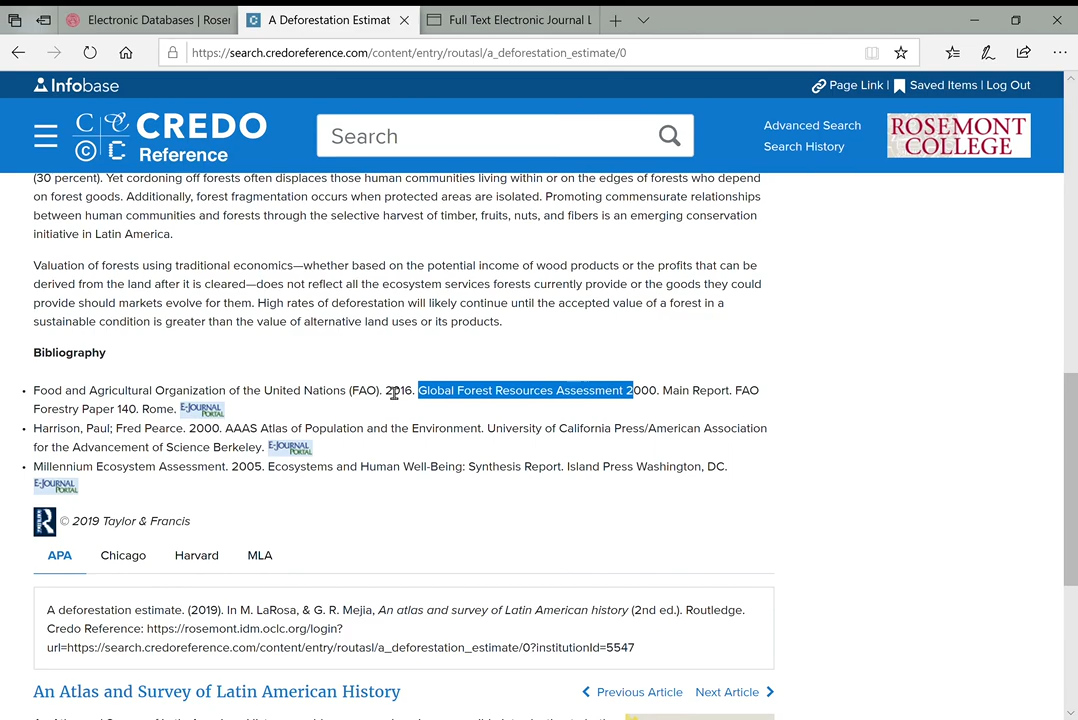 Electronic Databases | Roser
A Deforestation Estimat
Full Text Electronic Journal L
https://search.credoreference.com/content/entry/routasl/a_deforestation_estimate/0
Infobase
Page Link |
Saved Items | Log Out
CREDO
Reference
Search
Advanced Search
Search History
ROSEMONT
COLLEGE
(30 percent). Yet cordoning off forests often displaces those human communities living within or on the edges of forests who depend
on forest goods. Additionally, forest fragmentation occurs when protected areas are isolated. Promoting commensurate relationships
between human communities and forests through the selective harvest of timber, fruits, nuts, and fibers is an emerging conservation
initiative in Latin America.
Valuation of forests using traditional economics—whether based on the potential income of wood products or the profits that can be
derived from the land after it is cleared—does not reflect all the ecosystem services forests currently provide or the goods they could
provide should markets evolve for them. High rates of deforestation will likely continue until the accepted value of a forest in a
sustainable condition is greater than the value of alternative land uses or its products.
Bibliography
• Food and Agricultural Organization of the United Nations (FAO). 2016. Global Forest Resources Assessment 2000. Main Report. FAO
Forestry Paper 140. Rome. E-JOURNAL PORTAL
• Harrison, Paul; Fred Pearce. 2000. AAAS Atlas of Population and the Environment. University of California Press/American Association
for the Advancement of Science Berkeley. E-JOURNAL PORTAL
• Millennium Ecosystem Assessment. 2005. Ecosystems and Human Well-Being: Synthesis Report. Island Press Washington, DC.
E-JOURNAL PORTAL
© 2019 Taylor & Francis
APA Chicago Harvard MLA
A deforestation estimate. (2019). In M. LaRosa, & G. R. Mejia, An atlas and survey of Latin American history (2nd ed.). Routledge.
Credo Reference: https://rosemont.idm.oclc.org/login?
url=https://search.credoreference.com/content/entry/routasl/a_deforestation_estimate/0?institutionId=5547
An Atlas and Survey of Latin American History
Previous Article Next Article